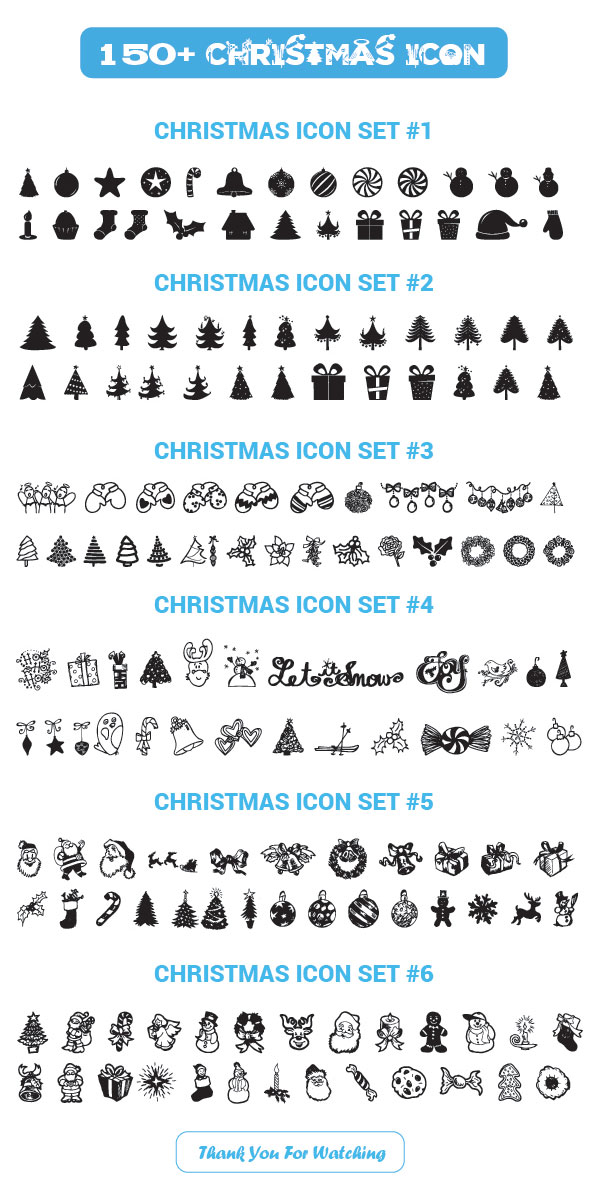 150+ CHRISTMAS ICON
CHRISTMAS ICON SET #1
CHRISTMAS ICON SET #2
CHRISTMAS ICON SET #3
CHRISTMAS ICON SET #4
Let it Snow
JOY
CHRISTMAS ICON SET #5
CHRISTMAS ICON SET #6
Thank You For Watching